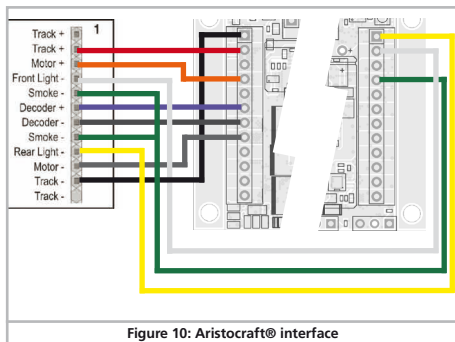 1
Track +
Track +
Motor +
Front Light -
Smoke -
Decoder +
Decoder -
Smoke -
Rear Light -
Motor -
Track -
Track -
Figure 10: Aristocraft® interface